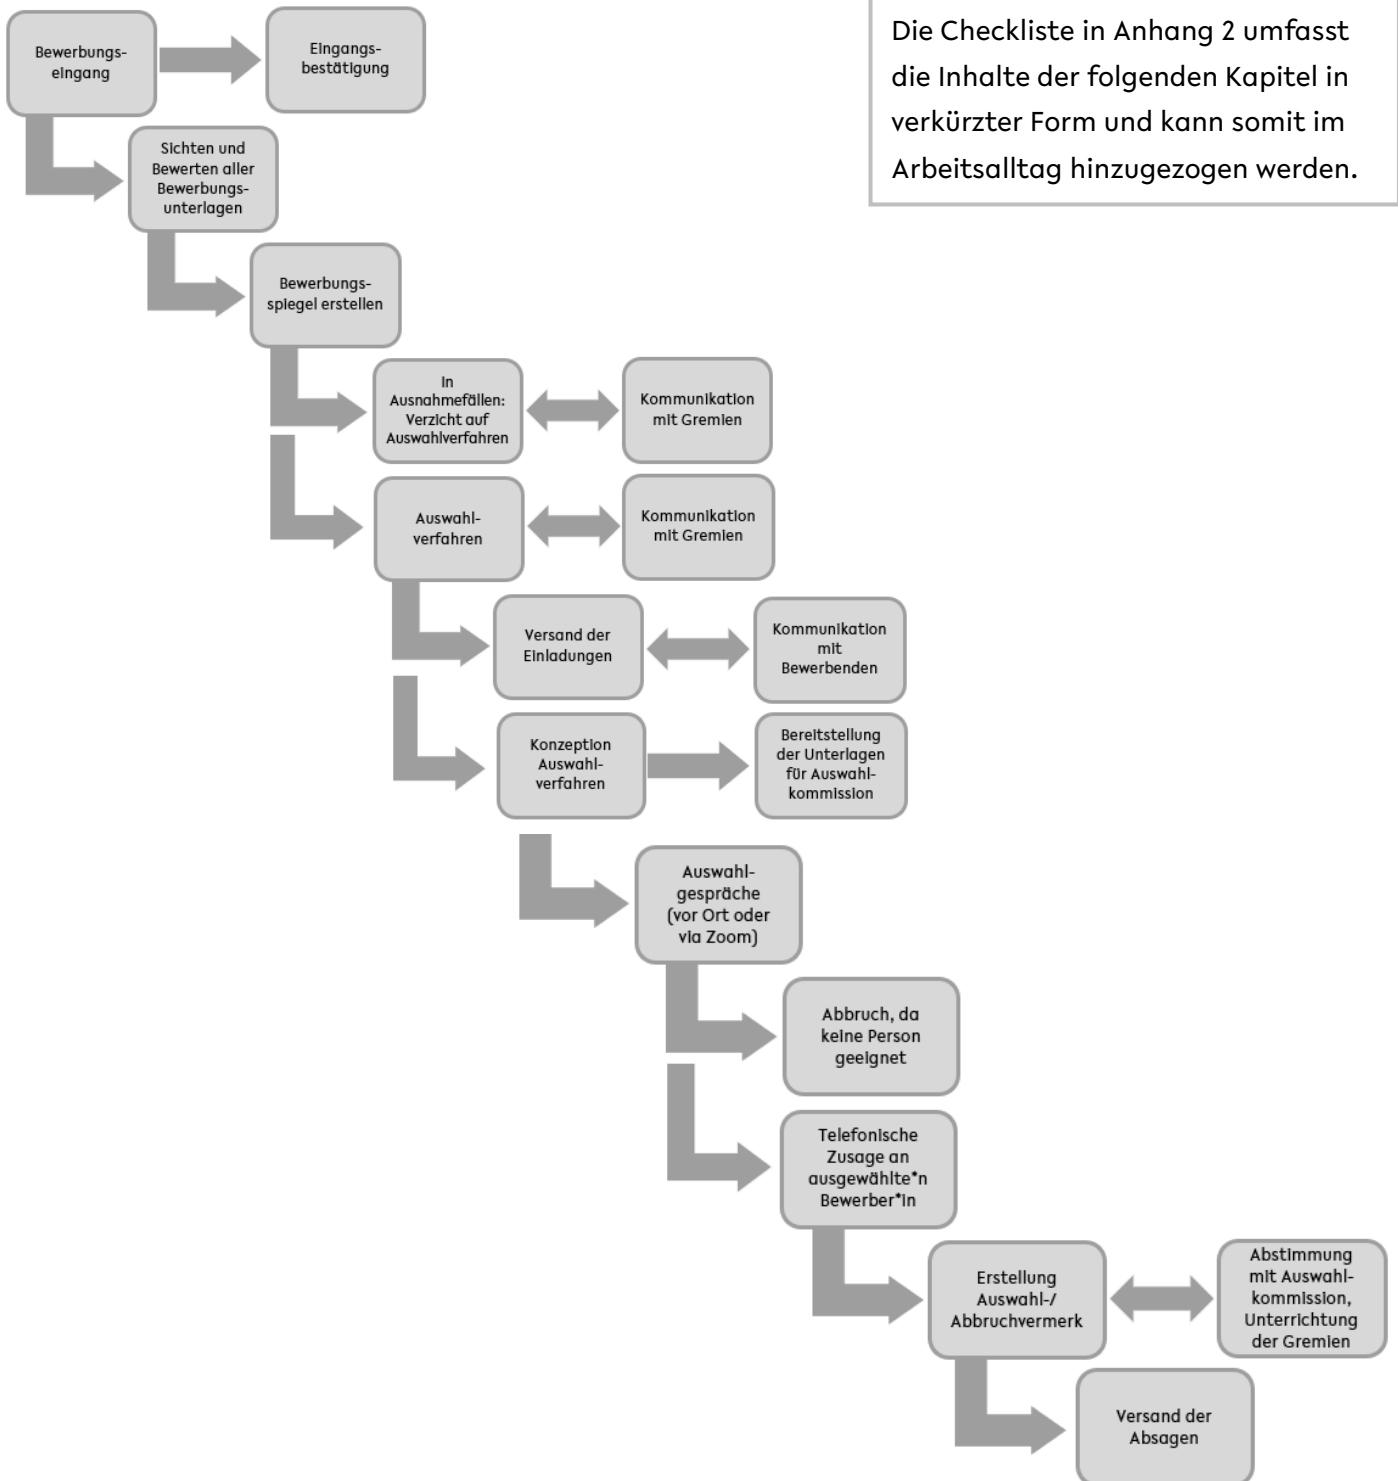 Die Checkliste in Anhang 2 umfasst
die Inhalte der folgenden Kapitel in
verkürzter Form und kann somit im
Arbeitsalltag hinzugezogen werden.
Bewerbungs-
eingang
Eingangs-
bestätigung
Sichten und
Bewerten aller
Bewerbungs-
unterlagen
Bewerbungs-
spiegel erstellen
In
Ausnahmefällen:
Verzicht auf
Auswahlverfahren
Kommunikation
mit Gremien
Auswahl-
verfahren
Kommunikation
mit Gremien
Versand der
Einladungen
Kommunikation
mit
Bewerbenden
Konzeption
Auswahl-
verfahren
Bereitstellung
der Unterlagen
für Auswahl-
kommission
Auswahl-
gespräche
(vor Ort oder
via Zoom)
Abbruch, da
keine Person
geeignet
Telefonische
Zusage an
ausgewählte*n
Bewerber*in
Erstellung
Auswahl-/
Abbruchvermerk
Abstimmung
mit Auswahl-
kommission,
Unterrichtung
der Gremien
Versand der
Absagen